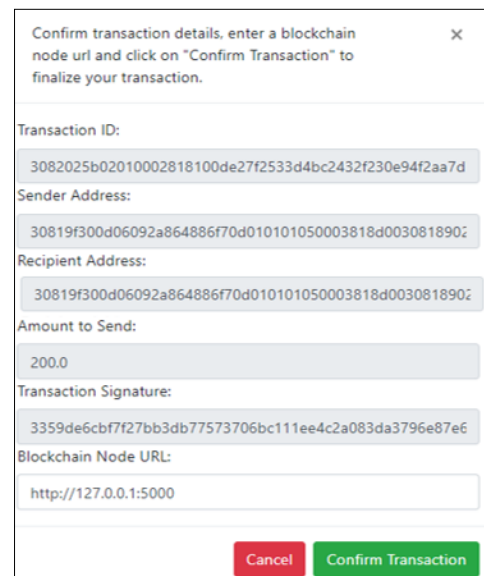 Confirm transaction details, enter a blockchain
node url and click on "Confirm Transaction" to
finalize your transaction.
×
Transaction ID:
3082025b02010002818100de27f2533d4bc2432f230e94f2aa7d
Sender Address:
30819f300d06092a864886f70d010101050003818d0030818902
Recipient Address:
30819f300d06092a864886f70d010101050003818d0030818902
Amount to Send:
200.0
Transaction Signature:
3359de6cbf7f27bb3db77573706bc111ee4c2a083da3796e87e6
Blockchain Node URL:
http://127.0.0.1:5000
Cancel
Confirm Transaction